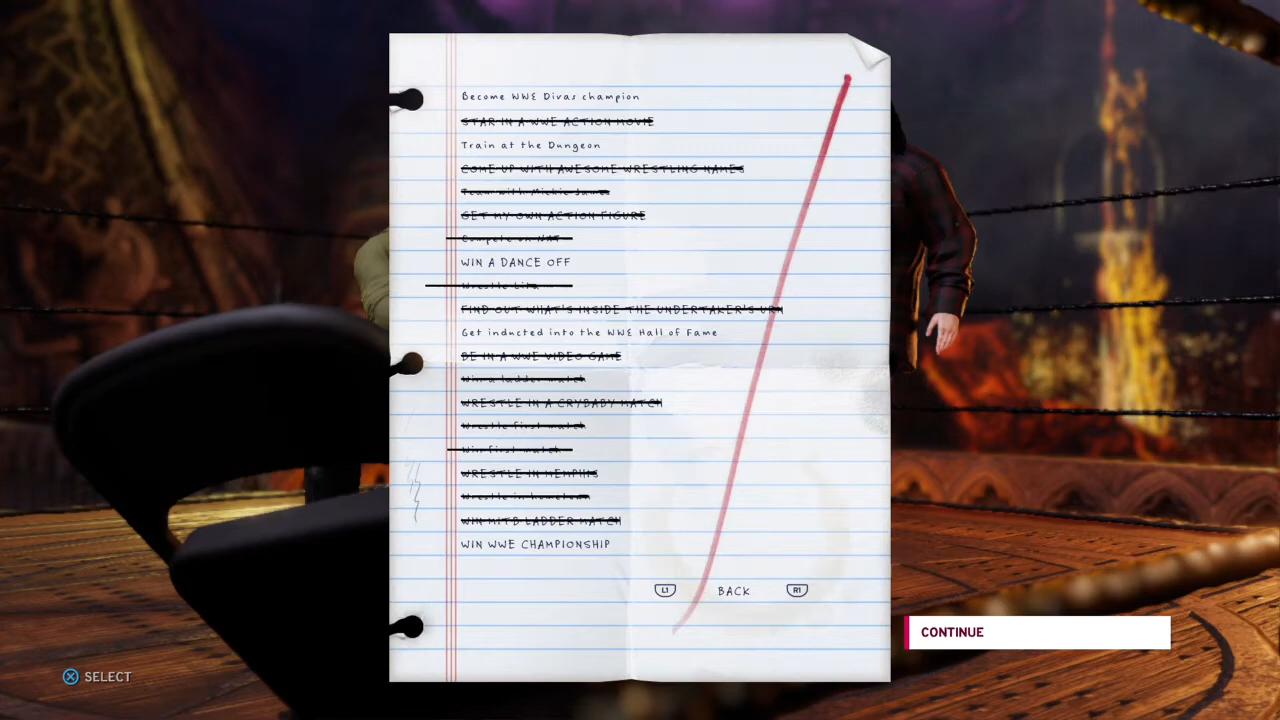 Become WWE Divas champion
STAR IN A WWE ACTION MOVIE
Train at the Dungeon
COME UP WITH AWESOME WRESTLING NAMES
Team with Mickie James
GET MY OWN ACTION FIGURE
Compete on NXT
WIN A DANCE OFF
Wrestle Lita
FIND OUT WHAT'S INSIDE THE UNDERTAKER'S URN
Get inducted into the WWE Hall of Fame
BE IN A WWE VIDEO GAME
Win a ladder match
WRESTLE IN A CRYBABY MATCH
Wrestle first match
Win first match
WRESTLE IN MEMPHIS
Wrestle in hometown
WIN MITB LADDER MATCH
WIN WWE CHAMPIONSHIP
L1 BACK R1
CONTINUE
SELECT